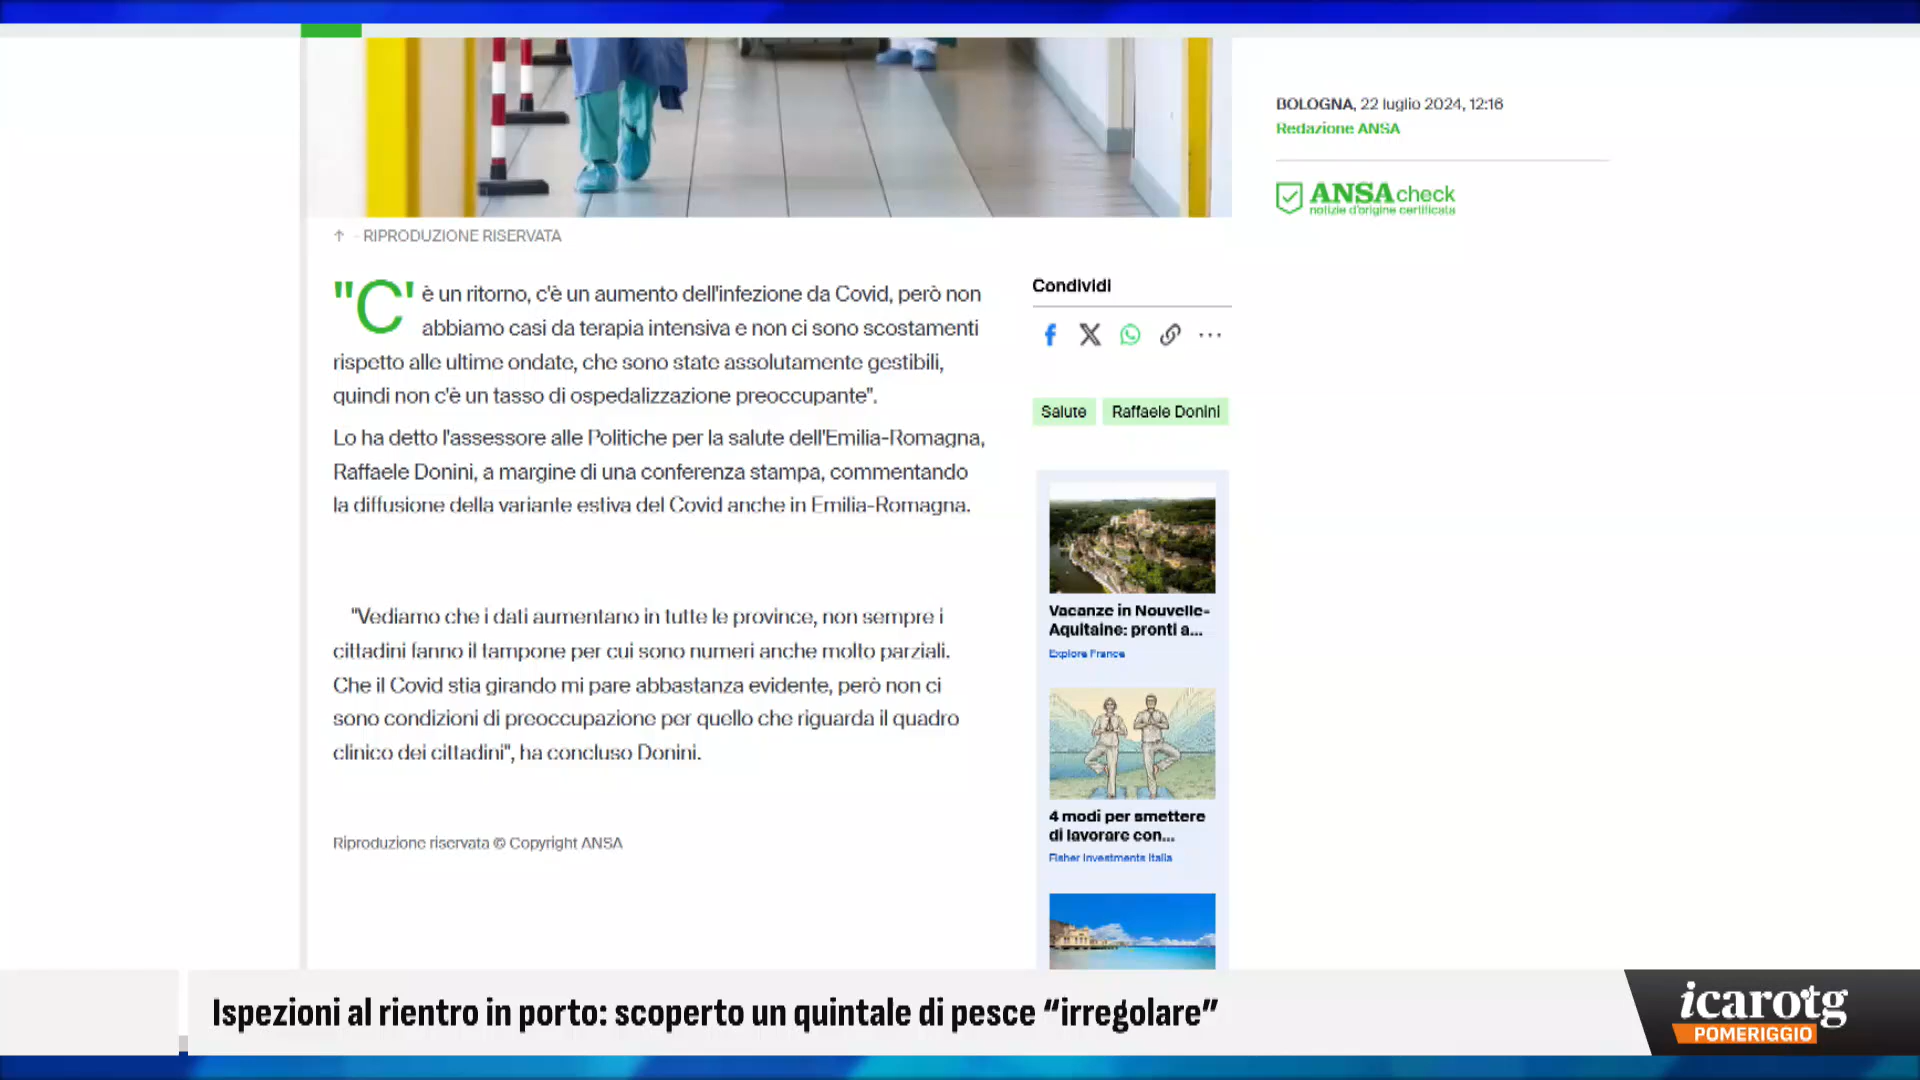 BOLOGNA, 22 luglio 2024, 12:16
Redazione ANSA
ANSA check
notizie d'origine certificata
↑ - RIPRODUZIONE RISERVATA
"C'è un ritorno, c'è un aumento dell'infezione da Covid, però non
abbiamo casi da terapia intensiva e non ci sono scostamenti
rispetto alle ultime ondate, che sono state assolutamente gestibili,
quindi non c'è un tasso di ospedalizzazione preoccupante".
Lo ha detto l'assessore alle Politiche per la salute dell'Emilia-Romagna,
Raffaele Donini, a margine di una conferenza stampa, commentando
la diffusione della variante estiva del Covid anche in Emilia-Romagna.
"Vediamo che i dati aumentano in tutte le province, non sempre i
cittadini fanno il tampone per cui sono numeri anche molto parziali.
Che il Covid stia girando mi pare abbastanza evidente, però non ci
sono condizioni di preoccupazione per quello che riguarda il quadro
clinico dei cittadini", ha concluso Donini.
Riproduzione riservata © Copyright ANSA
Condividi
Salute
Raffaele Donini
Vacanze in Nouvelle-
Aquitaine: pronti a...
Explore France
4 modi per smettere
di lavorare con...
Fisher Investments Italia
Ispezioni al rientro in porto: scoperto un quintale di pesce “irregolare”
icarotg
POMERIGGIO